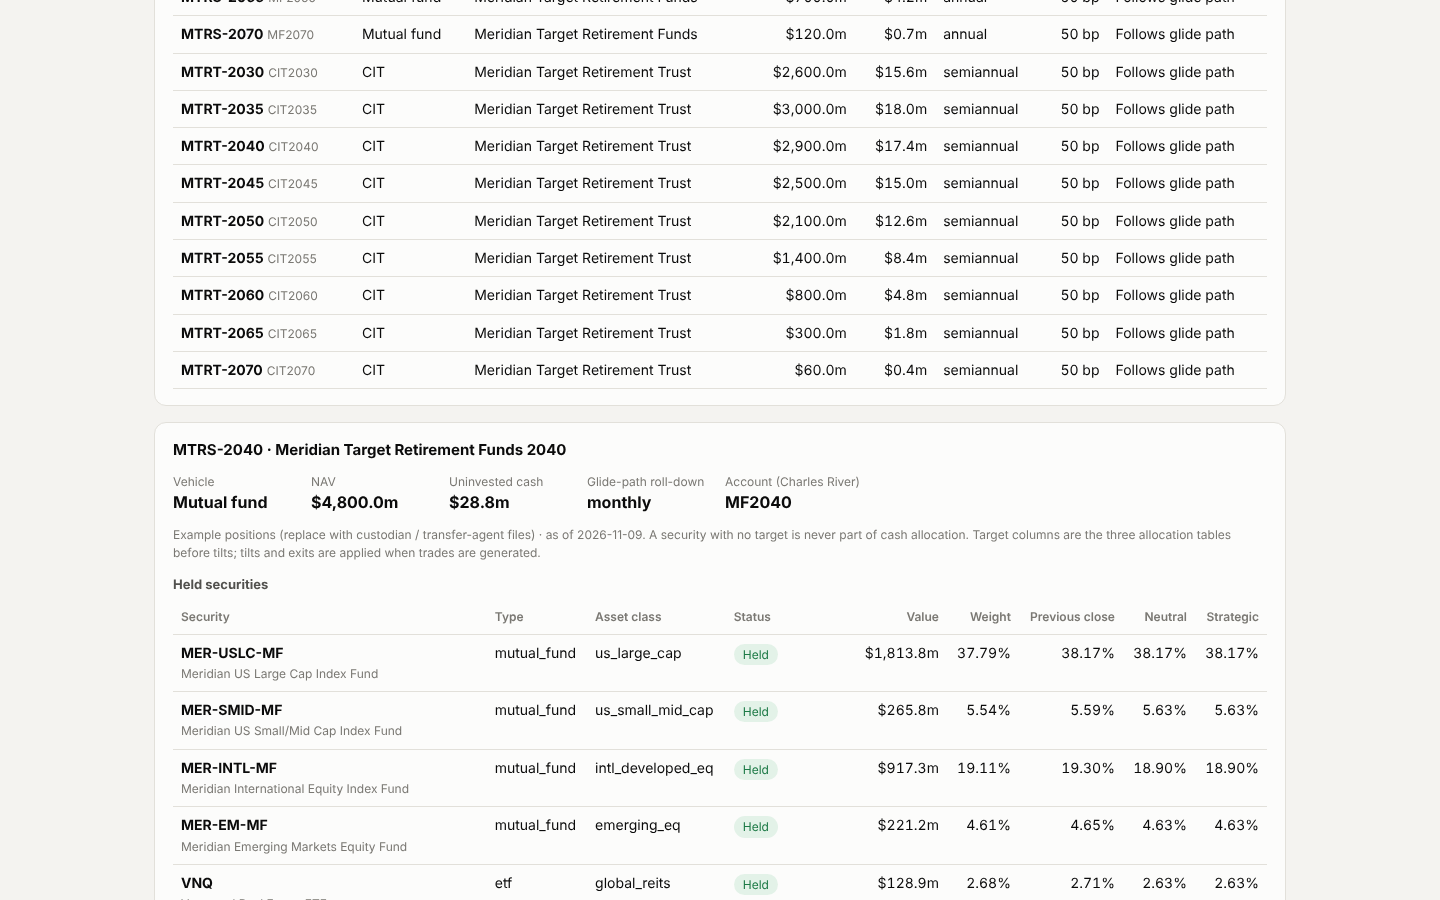 MTRS-2070 MF2070 Mutual fund Meridian Target Retirement Funds $120.0m $0.7m annual 50 bp Follows glide path
MTRT-2030 CIT2030 CIT Meridian Target Retirement Trust $2,600.0m $15.6m semiannual 50 bp Follows glide path
MTRT-2035 CIT2035 CIT Meridian Target Retirement Trust $3,000.0m $18.0m semiannual 50 bp Follows glide path
MTRT-2040 CIT2040 CIT Meridian Target Retirement Trust $2,900.0m $17.4m semiannual 50 bp Follows glide path
MTRT-2045 CIT2045 CIT Meridian Target Retirement Trust $2,500.0m $15.0m semiannual 50 bp Follows glide path
MTRT-2050 CIT2050 CIT Meridian Target Retirement Trust $2,100.0m $12.6m semiannual 50 bp Follows glide path
MTRT-2055 CIT2055 CIT Meridian Target Retirement Trust $1,400.0m $8.4m semiannual 50 bp Follows glide path
MTRT-2060 CIT2060 CIT Meridian Target Retirement Trust $800.0m $4.8m semiannual 50 bp Follows glide path
MTRT-2065 CIT2065 CIT Meridian Target Retirement Trust $300.0m $1.8m semiannual 50 bp Follows glide path
MTRT-2070 CIT2070 CIT Meridian Target Retirement Trust $60.0m $0.4m semiannual 50 bp Follows glide path
MTRS-2040 · Meridian Target Retirement Funds 2040
Vehicle NAV Uninvested cash Glide-path roll-down Account (Charles River)
Mutual fund $4,800.0m $28.8m monthly MF2040
Example positions (replace with custodian / transfer-agent files) · as of 2026-11-09. A security with no target is never part of cash allocation. Target columns are the three allocation tables
before tilts; tilts and exits are applied when trades are generated.
Held securities
Security Type Asset class Status Value Weight Previous close Neutral Strategic
MER-USLC-MF mutual_fund us_large_cap Held $1,813.8m 37.79% 38.17% 38.17% 38.17%
Meridian US Large Cap Index Fund
MER-SMID-MF mutual_fund us_small_mid_cap Held $265.8m 5.54% 5.59% 5.63% 5.63%
Meridian US Small/Mid Cap Index Fund
MER-INTL-MF mutual_fund intl_developed_eq Held $917.3m 19.11% 19.30% 18.90% 18.90%
Meridian International Equity Index Fund
MER-EM-MF mutual_fund emerging_eq Held $221.2m 4.61% 4.65% 4.63% 4.63%
Meridian Emerging Markets Equity Fund
VNQ etf global_reits Held $128.9m 2.68% 2.71% 2.63% 2.63%